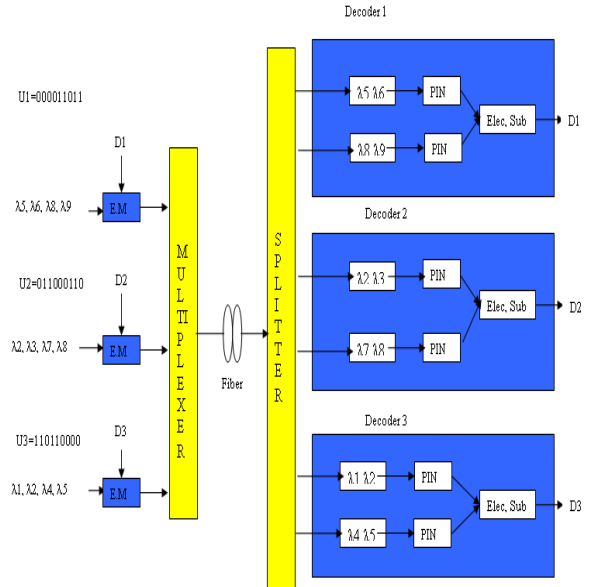 Decoder 1
U1=000011011
D1
λ5, λ6, λ8, λ9
E.M
λ5 λ6
PIN
λ8 λ9
PIN
Elec, Sub
D1
Decoder 2
U2=011000110
D2
λ2, λ3, λ7, λ8
E.M
λ2 λ3
PIN
λ7 λ8
PIN
Elec, Sub
D2
MULTIPLEXER
Fiber
SPLITTER
Decoder 3
U3=110110000
D3
λ1, λ2, λ4, λ5
E.M
λ1 λ2
PIN
λ4 λ5
PIN
Elec, Sub
D3